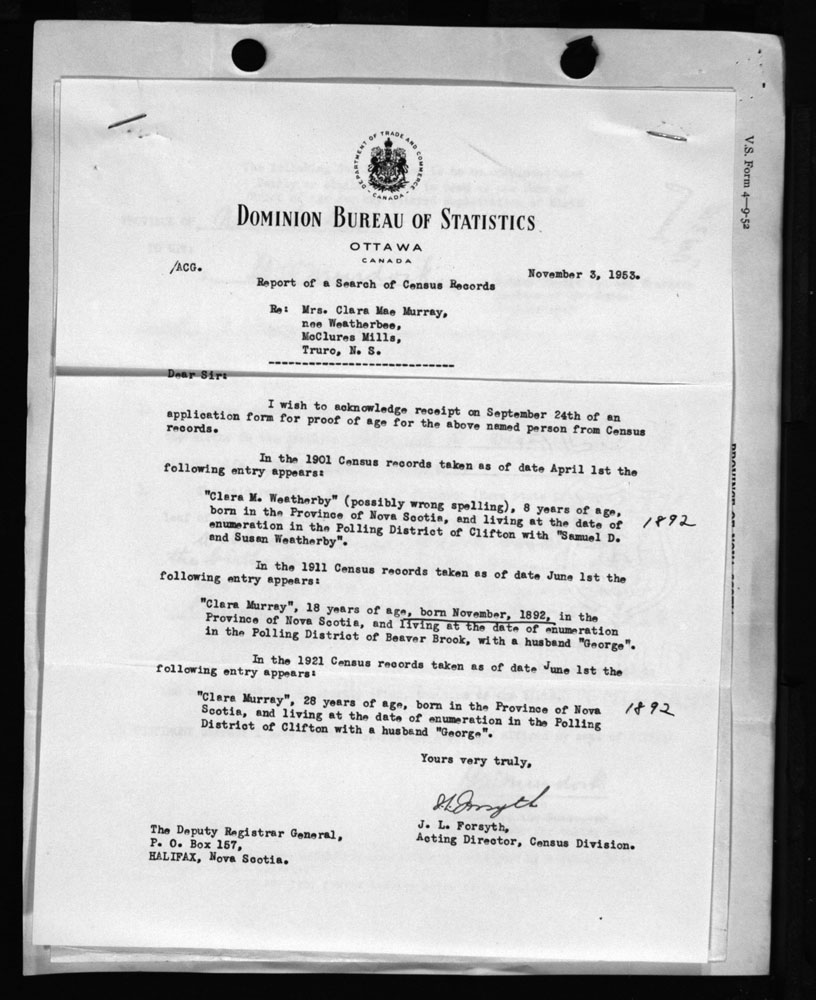 DEPARTMENT OF TRADE AND COMMERCE
CANADA
V.S. Form 4—9-52
DOMINION BUREAU OF STATISTICS
OTTAWA
CANADA
/ACG.
November 3, 1953.
Report of a Search of Census Records
Re: Mrs. Clara Mae Murray,
nee Weatherbee,
McClures Mills,
Truro, N. S.
----------------------------
Dear Sir:
I wish to acknowledge receipt on September 24th of an
application form for proof of age for the above named person from Census
records.
In the 1901 Census records taken as of date April 1st the
following entry appears:
"Clara M. Weatherby" (possibly wrong spelling), 8 years of age,
born in the Province of Nova Scotia, and living at the date of
enumeration in the Polling District of Clifton with "Samuel D.
and Susan Weatherby".
1892
In the 1911 Census records taken as of date June 1st the
following entry appears:
"Clara Murray", 18 years of age, born November, 1892, in the
Province of Nova Scotia, and living at the date of enumeration
in the Polling District of Beaver Brook, with a husband "George".
In the 1921 Census records taken as of date June 1st the
following entry appears:
"Clara Murray", 28 years of age, born in the Province of Nova
Scotia, and living at the date of enumeration in the Polling
District of Clifton with a husband "George".
1892
Yours very truly,
J. L. Forsyth,
Acting Director, Census Division.
The Deputy Registrar General,
P. O. Box 157,
HALIFAX, Nova Scotia.